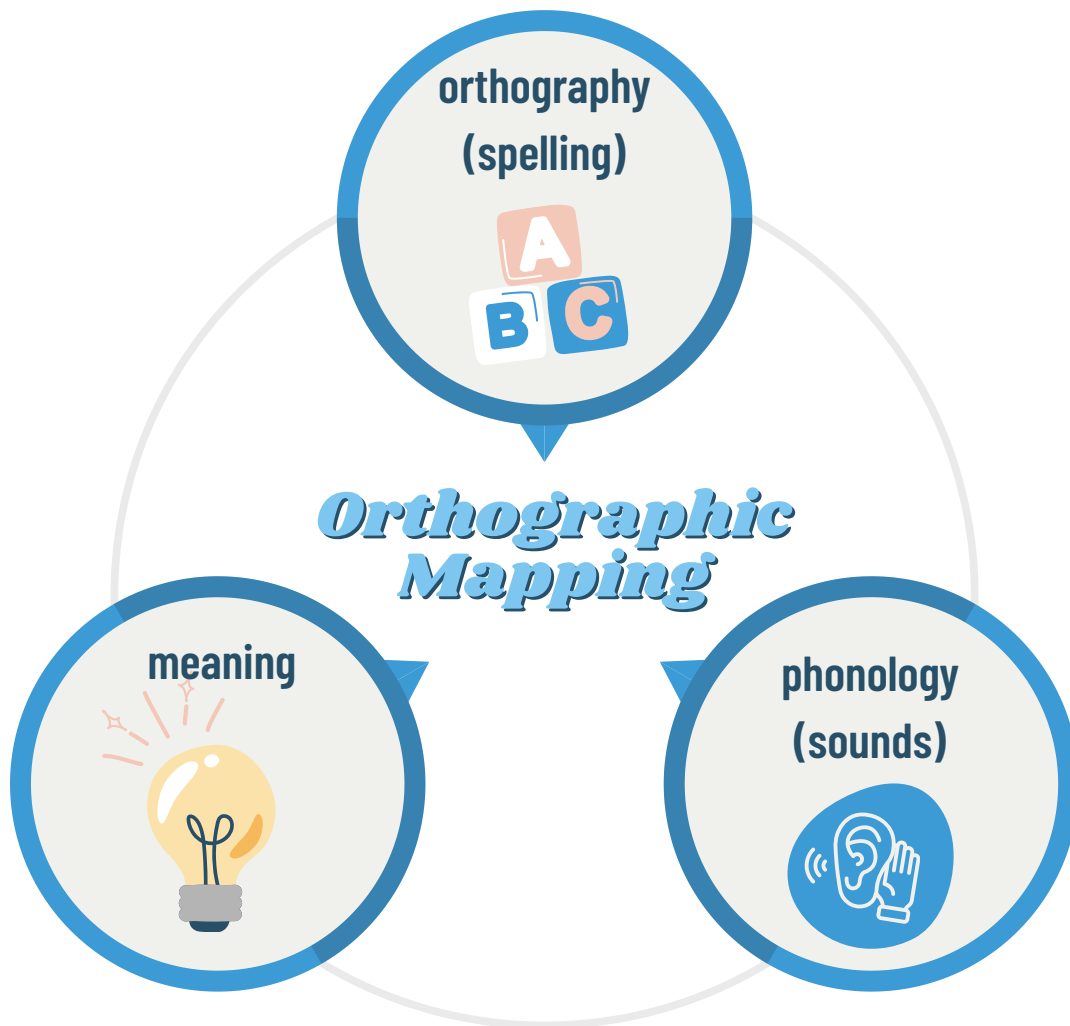 orthography
(spelling)
A
B C
Orthographic
Mapping
meaning
phonology
(sounds)